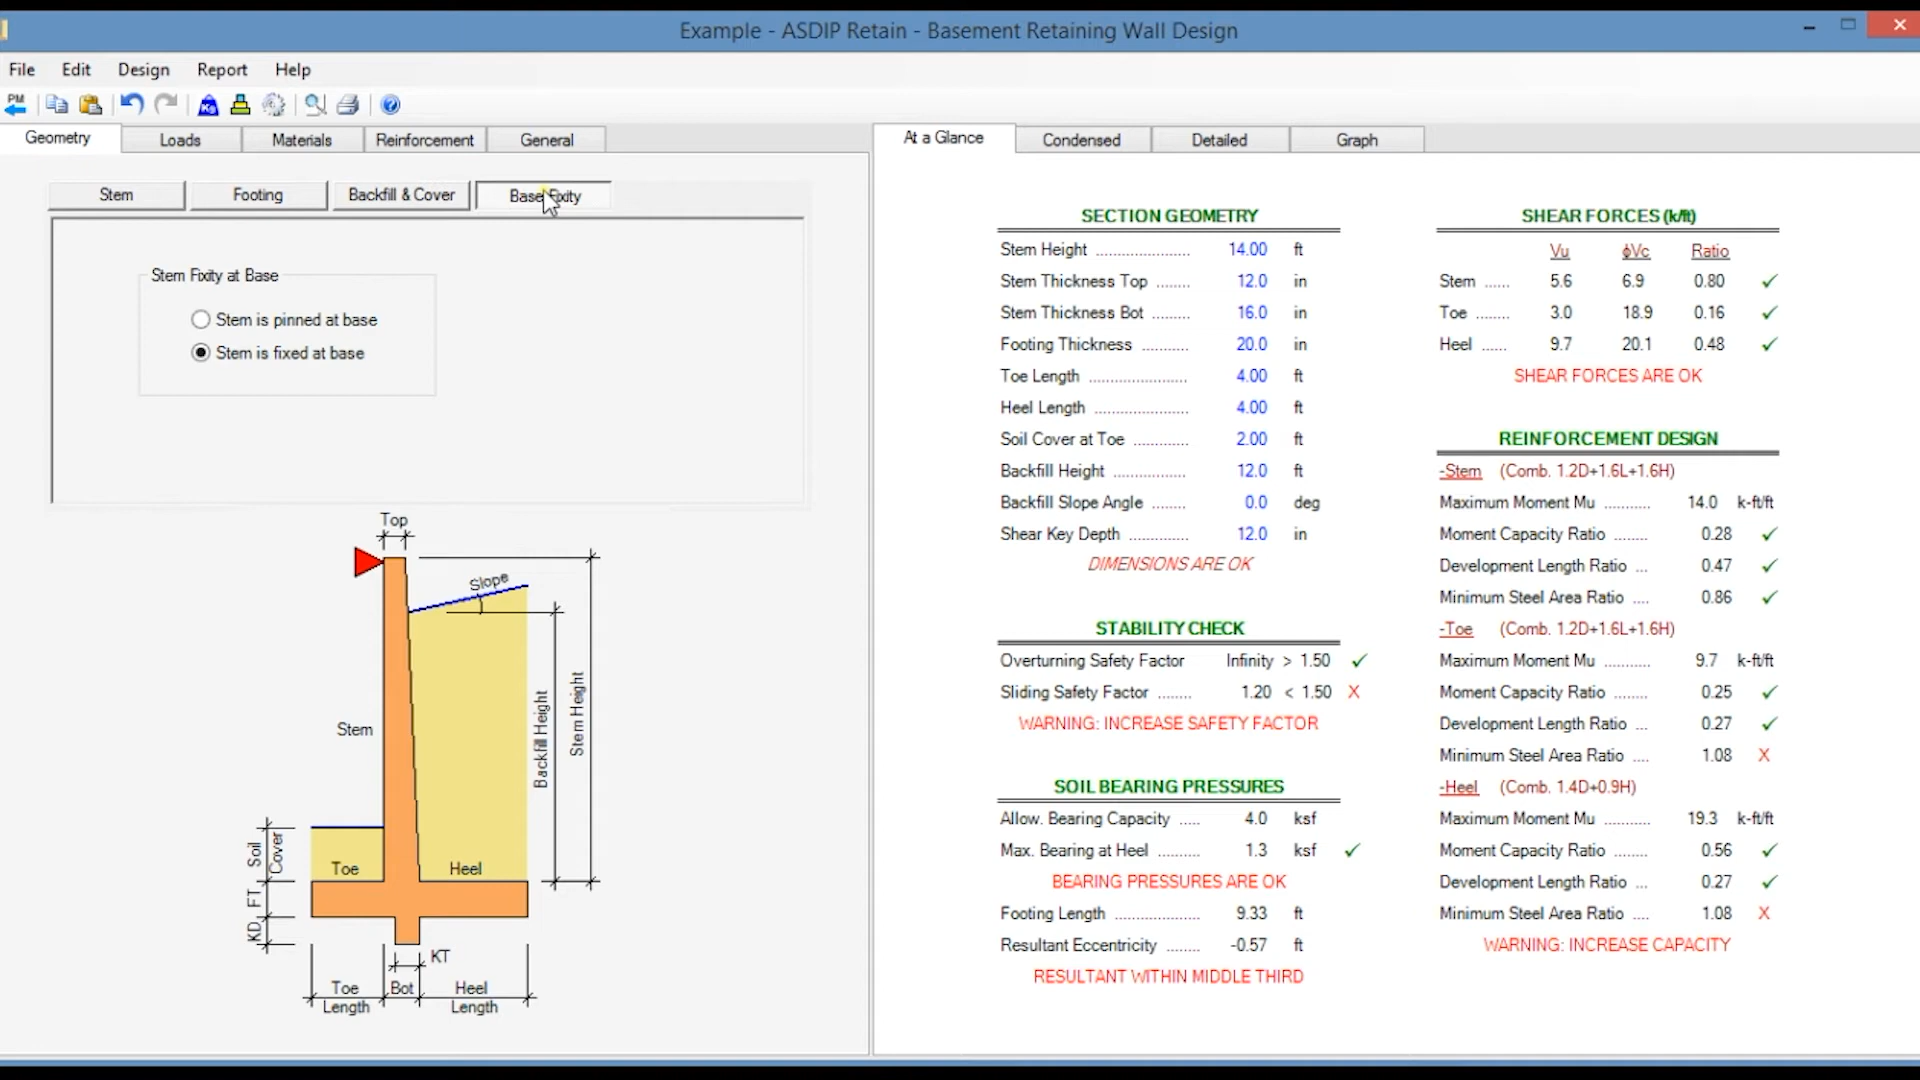 Example - ASDIP Retain - Basement Retaining Wall Design
File Edit Design Report Help
PM
Geometry Loads Materials Reinforcement General
Stem Footing Backfill & Cover Base Fixity
Stem Fixity at Base
Stem is pinned at base
Stem is fixed at base
Top
Slope
Stem
Backfill Height
Stem Height
Soil Cover
Toe
Heel
FT
KD
KT
Toe Length
Bot
Heel Length
At a Glance Condensed Detailed Graph
SECTION GEOMETRY
Stem Height ...................... 14.00 ft
Stem Thickness Top ........ 12.0 in
Stem Thickness Bot ......... 16.0 in
Footing Thickness ........... 20.0 in
Toe Length ....................... 4.00 ft
Heel Length ...................... 4.00 ft
Soil Cover at Toe ............. 2.00 ft
Backfill Height .................. 12.0 ft
Backfill Slope Angle ........ 0.0 deg
Shear Key Depth ............. 12.0 in
DIMENSIONS ARE OK
STABILITY CHECK
Overturning Safety Factor Infinity > 1.50 ✓
Sliding Safety Factor ........ 1.20 < 1.50 X
WARNING: INCREASE SAFETY FACTOR
SOIL BEARING PRESSURES
Allow. Bearing Capacity ..... 4.0 ksf
Max. Bearing at Heel ......... 1.3 ksf ✓
BEARING PRESSURES ARE OK
Footing Length .................. 9.33 ft
Resultant Eccentricity ........ -0.57 ft
RESULTANT WITHIN MIDDLE THIRD
SHEAR FORCES (k/ft)
Vu ϕVc Ratio
Stem ...... 5.6 6.9 0.80 ✓
Toe ........ 3.0 18.9 0.16 ✓
Heel ...... 9.7 20.1 0.48 ✓
SHEAR FORCES ARE OK
REINFORCEMENT DESIGN
-Stem (Comb. 1.2D+1.6L+1.6H)
Maximum Moment Mu ........... 14.0 k-ft/ft
Moment Capacity Ratio ........ 0.28 ✓
Development Length Ratio ... 0.47 ✓
Minimum Steel Area Ratio .... 0.86 ✓
-Toe (Comb. 1.2D+1.6L+1.6H)
Maximum Moment Mu ........... 9.7 k-ft/ft
Moment Capacity Ratio ........ 0.25 ✓
Development Length Ratio ... 0.27 ✓
Minimum Steel Area Ratio .... 1.08 X
-Heel (Comb. 1.4D+0.9H)
Maximum Moment Mu ........... 19.3 k-ft/ft
Moment Capacity Ratio ........ 0.56 ✓
Development Length Ratio ... 0.27 ✓
Minimum Steel Area Ratio .... 1.08 X
WARNING: INCREASE CAPACITY